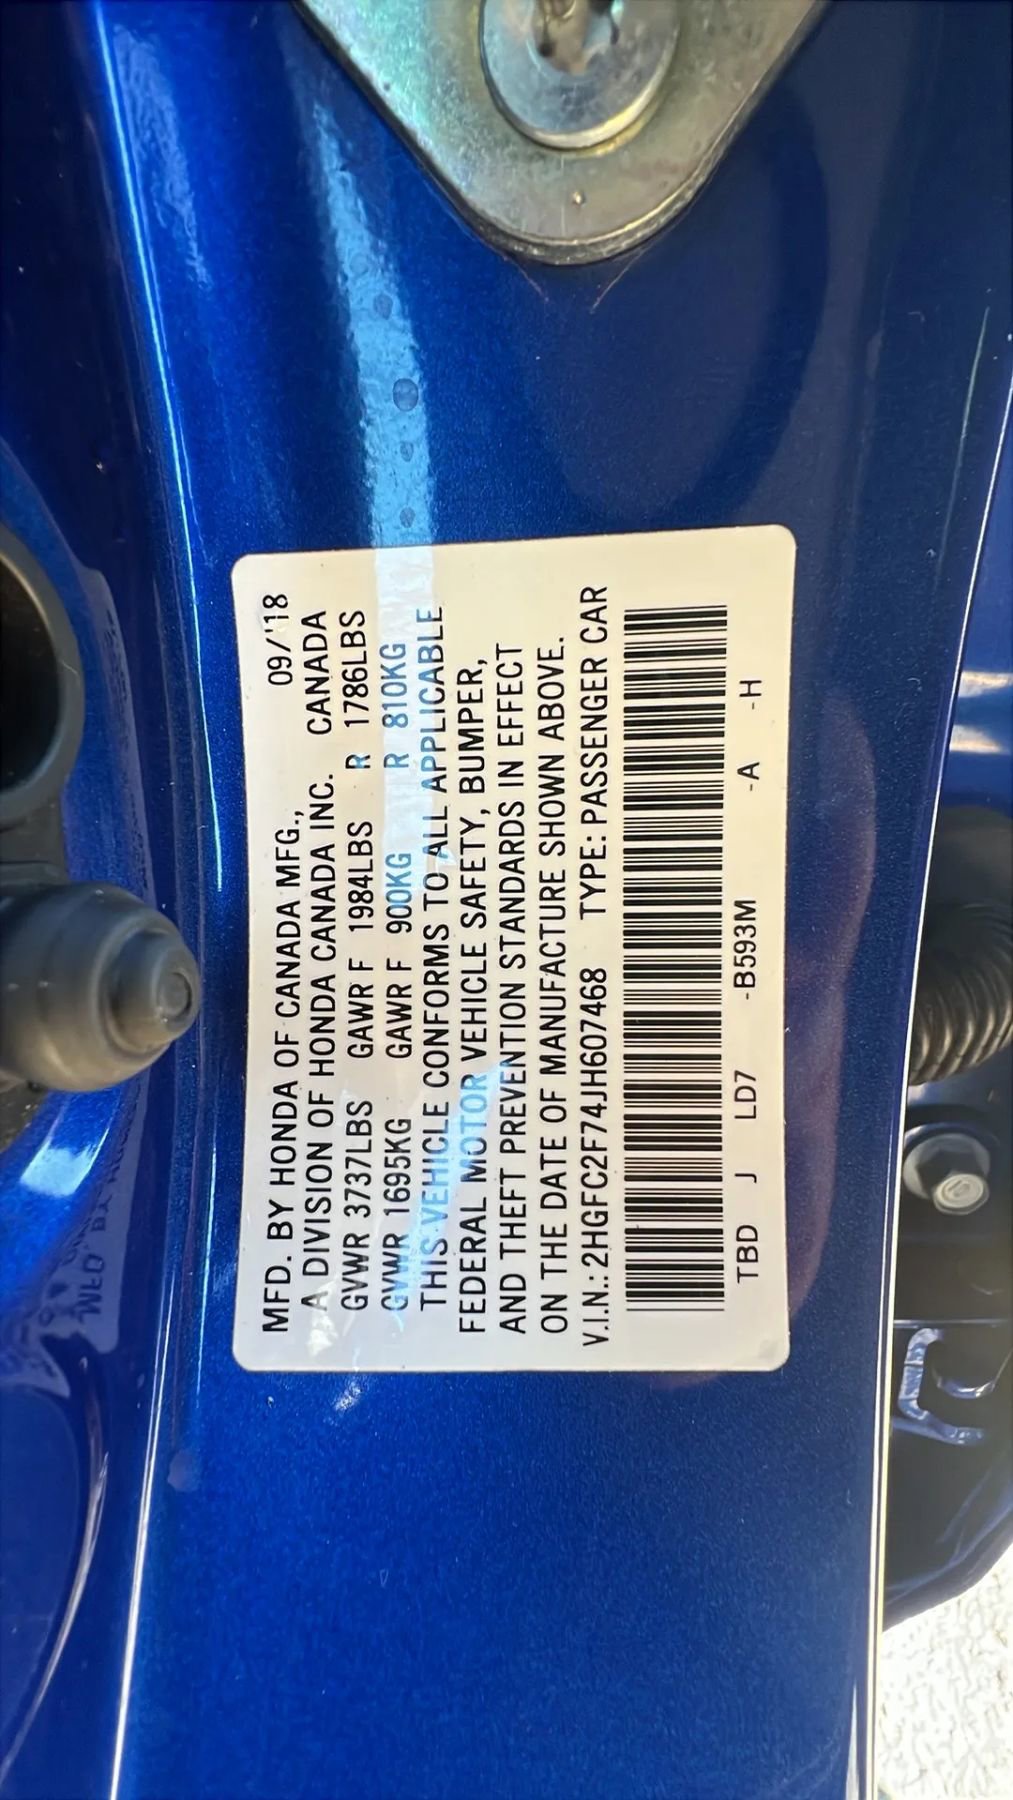 MFD. BY HONDA OF CANADA MFG., 09/'18
A DIVISION OF HONDA CANADA INC. CANADA
GVWR 3737LBS GAWR F 1984LBS R 1786LBS
GVWR 1695KG GAWR F 900KG R 810KG
THIS VEHICLE CONFORMS TO ALL APPLICABLE
FEDERAL MOTOR VEHICLE SAFETY, BUMPER,
AND THEFT PREVENTION STANDARDS IN EFFECT
ON THE DATE OF MANUFACTURE SHOWN ABOVE.
V.I.N.: 2HGFC2F74JH607468 TYPE: PASSENGER CAR
TBD J LD7 -B593M -A -H